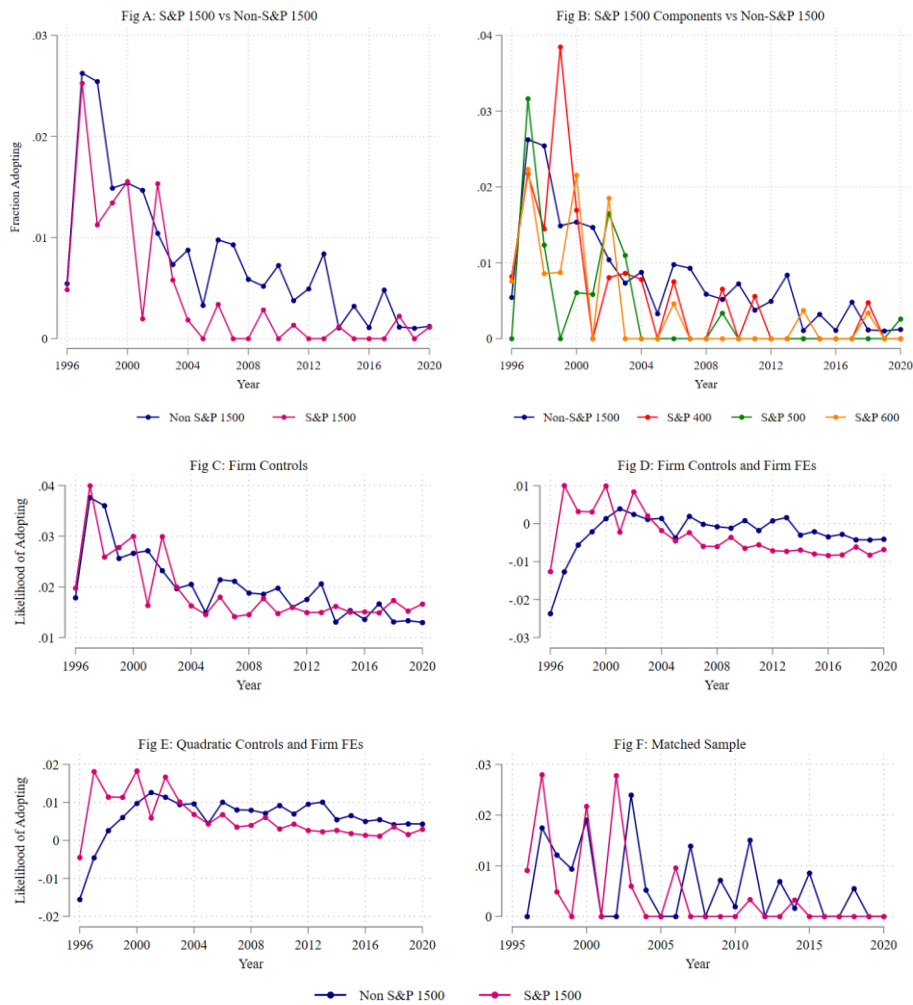 Fig A: S&P 1500 vs Non-S&P 1500
.03
.02
.01
0
Fraction Adopting
1996 2000 2004 2008 2012 2016 2020
Year
Non S&P 1500 S&P 1500
Fig B: S&P 1500 Components vs Non-S&P 1500
.04
.03
.02
.01
0
1996 2000 2004 2008 2012 2016 2020
Year
Non-S&P 1500 S&P 400 S&P 500 S&P 600
Fig C: Firm Controls
.04
.03
.02
.01
Likelihood of Adopting
1996 2000 2004 2008 2012 2016 2020
Year
Fig D: Firm Controls and Firm FEs
.01
0
-.01
-.02
-.03
1996 2000 2004 2008 2012 2016 2020
Year
Fig E: Quadratic Controls and Firm FEs
.02
.01
0
-.01
-.02
Likelihood of Adopting
1996 2000 2004 2008 2012 2016 2020
Year
Fig F: Matched Sample
.03
.02
.01
0
1995 2000 2005 2010 2015 2020
Year
Non S&P 1500 S&P 1500